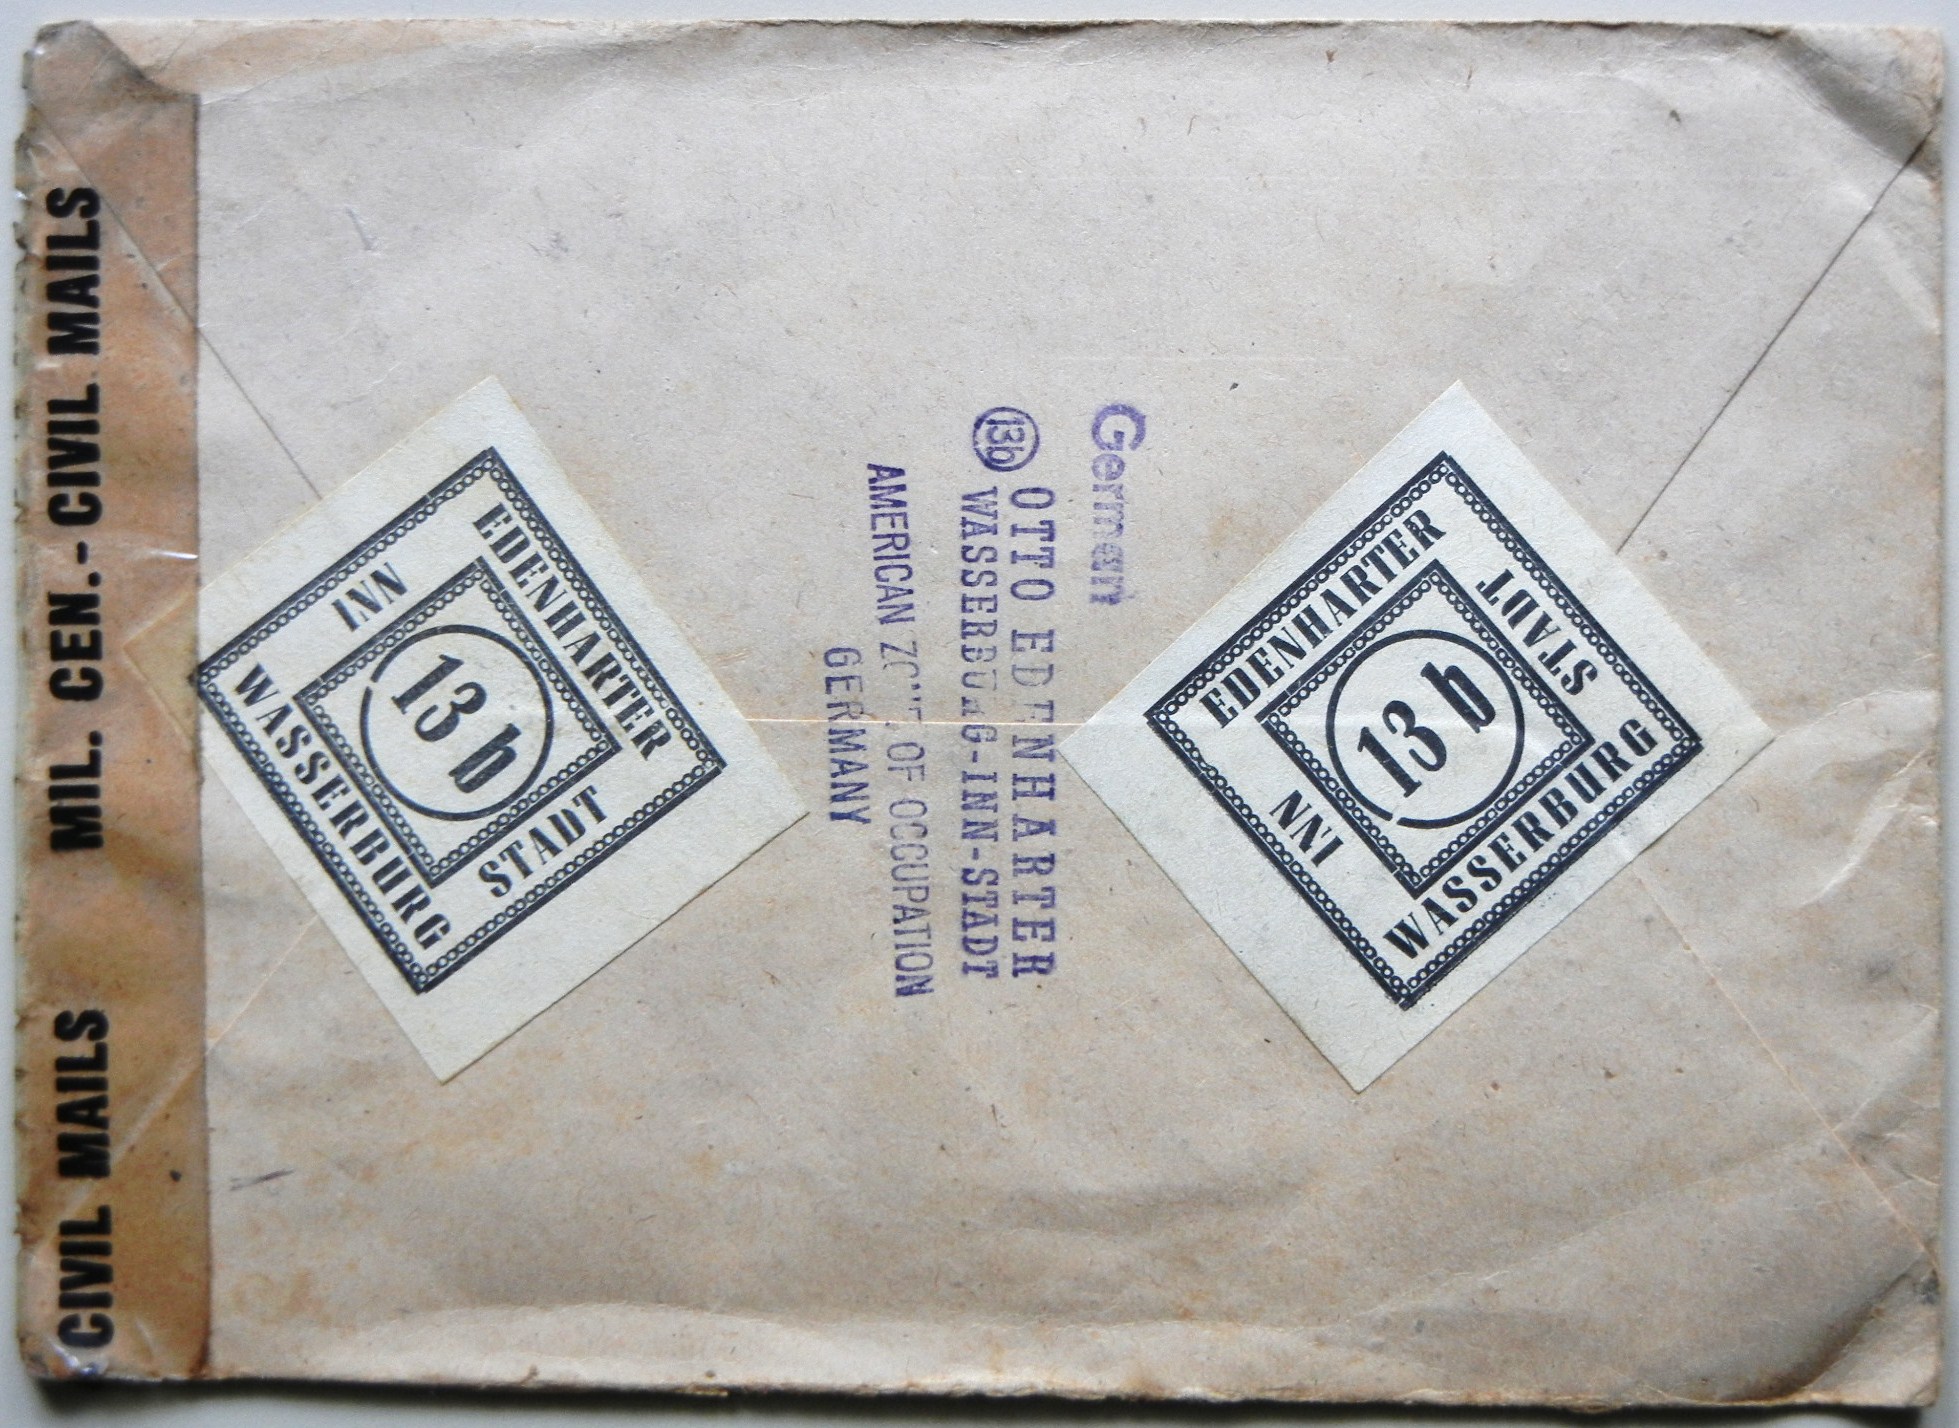 MIL. CEN.-CIVIL MAILS
CIVIL MAILS
EDENHARTER
STADT
WASSERBURG
INN
13 b
German
OTTO EDENHARTER
13b WASSERBURG-INN-STADT
AMERICAN ZONE OF OCCUPATION
GERMANY
EDENHARTER
STADT
WASSERBURG
INN
13 b